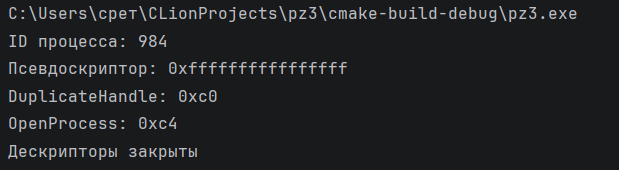 C:\Users\срет\CLionProjects\pz3\cmake-build-debug\pz3.exe
ID процесса: 984
Псевдоскриптор: 0xffffffffffffffff
DuplicateHandle: 0xc0
OpenProcess: 0xc4
Дескрипторы закрыты